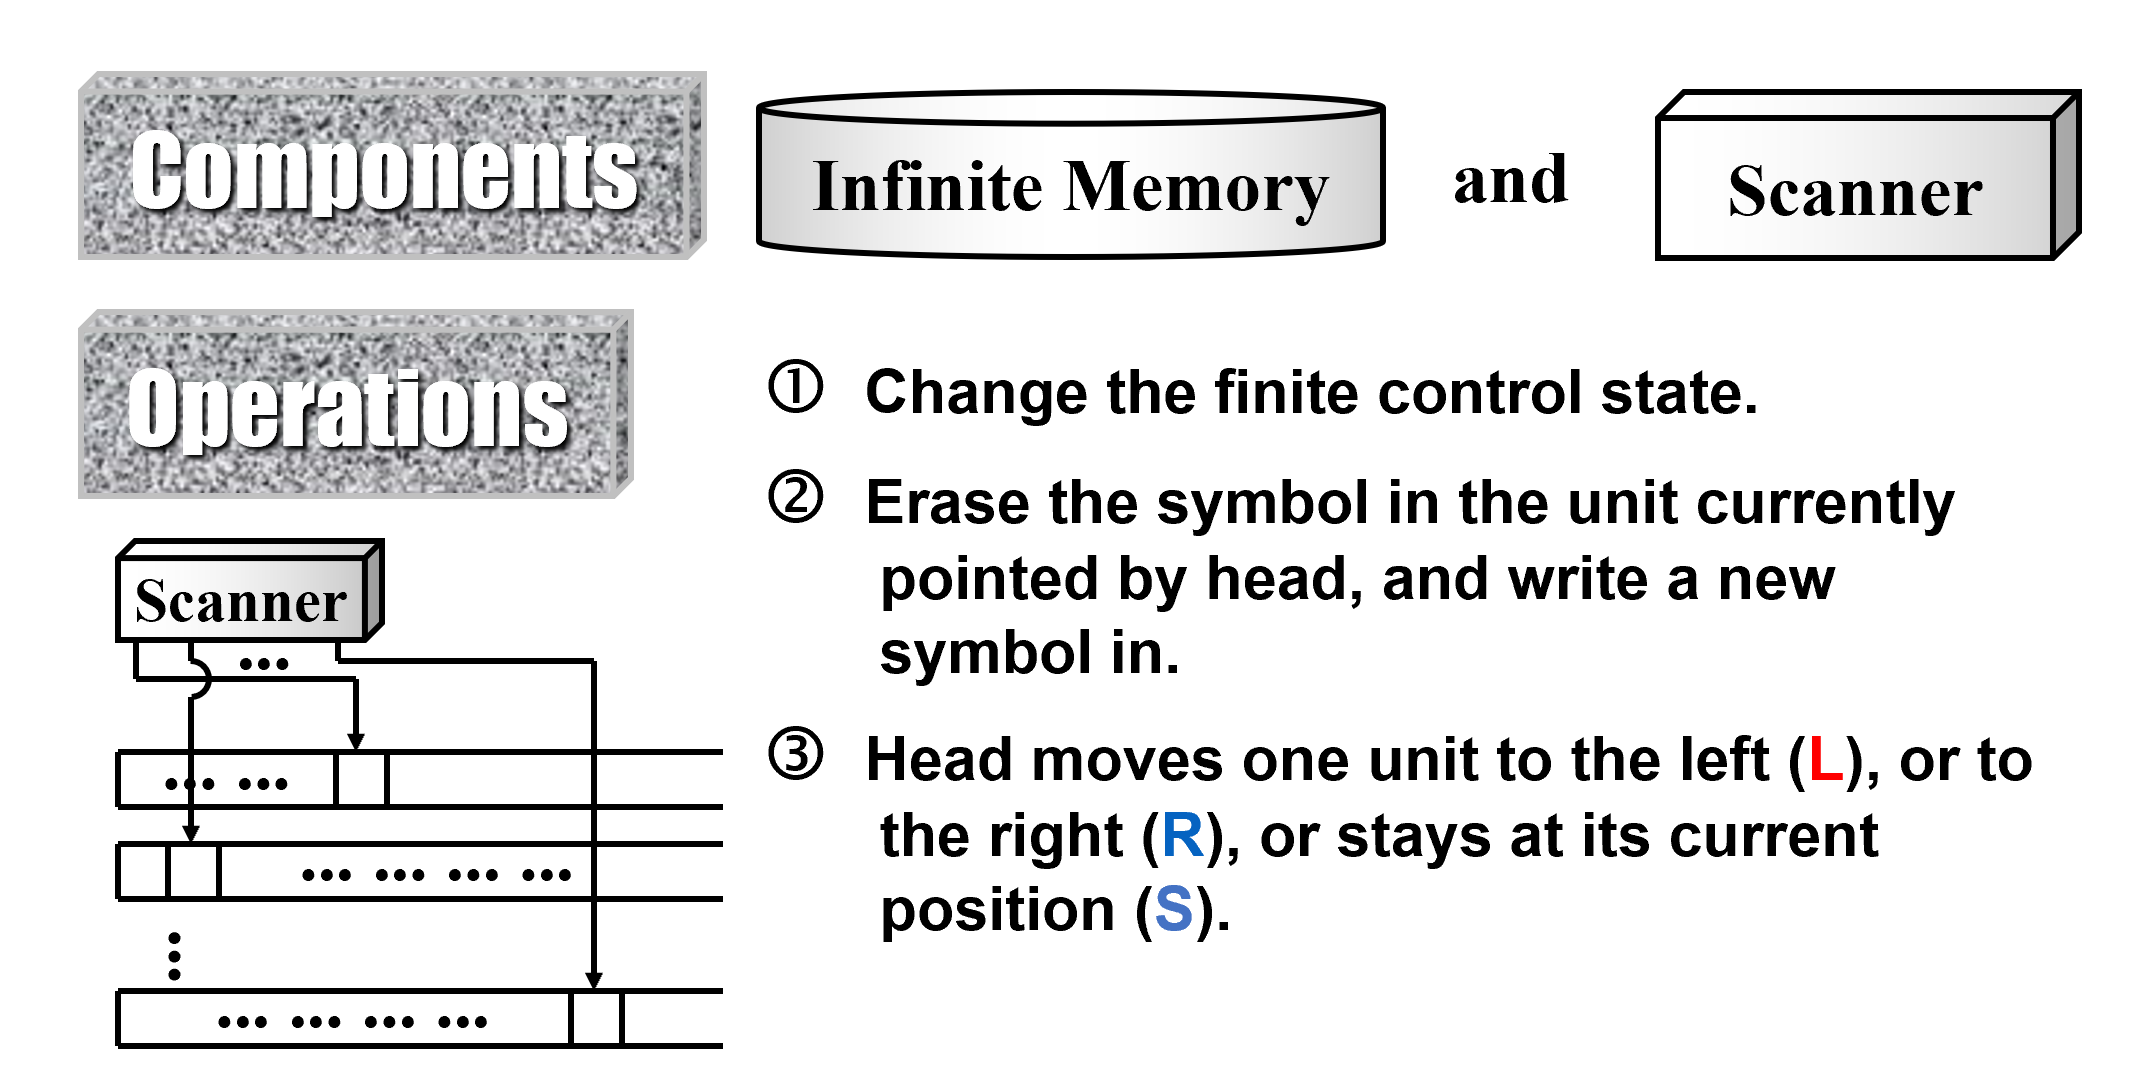 Components
Infinite Memory and Scanner
Operations
① Change the finite control state.
② Erase the symbol in the unit currently
pointed by head, and write a new
symbol in.
③ Head moves one unit to the left (L), or to
the right (R), or stays at its current
position (S).
Scanner